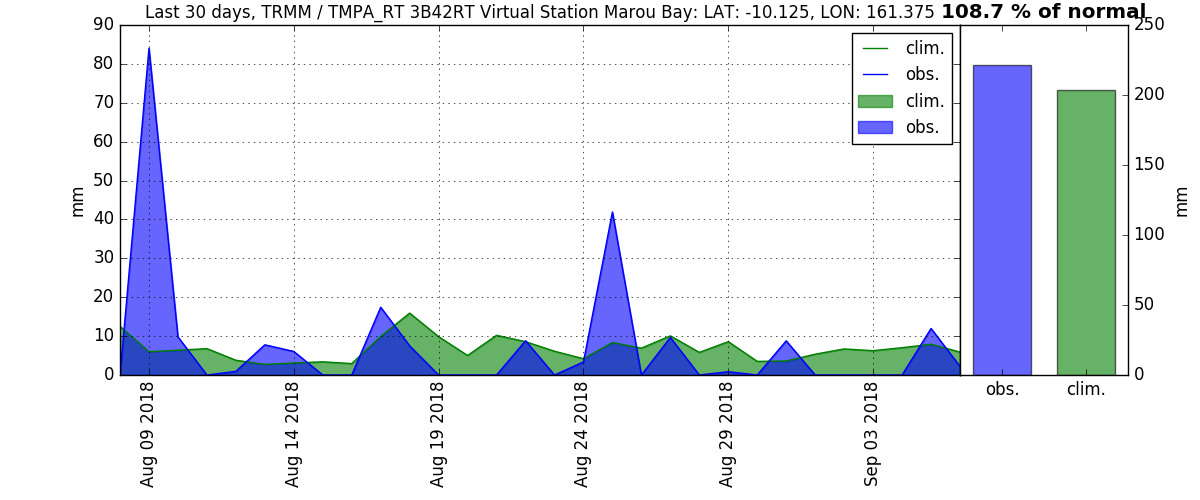 Last 30 days, TRMM / TMPA_RT 3B42RT Virtual Station Marou Bay: LAT: -10.125, LON: 161.375 108.7 % of normal
90
80
70
60
50
40
30
20
10
0
mm
clim.
obs.
clim.
obs.
250
200
150
100
50
0
mm
obs.
clim.
Aug 09 2018
Aug 14 2018
Aug 19 2018
Aug 24 2018
Aug 29 2018
Sep 03 2018